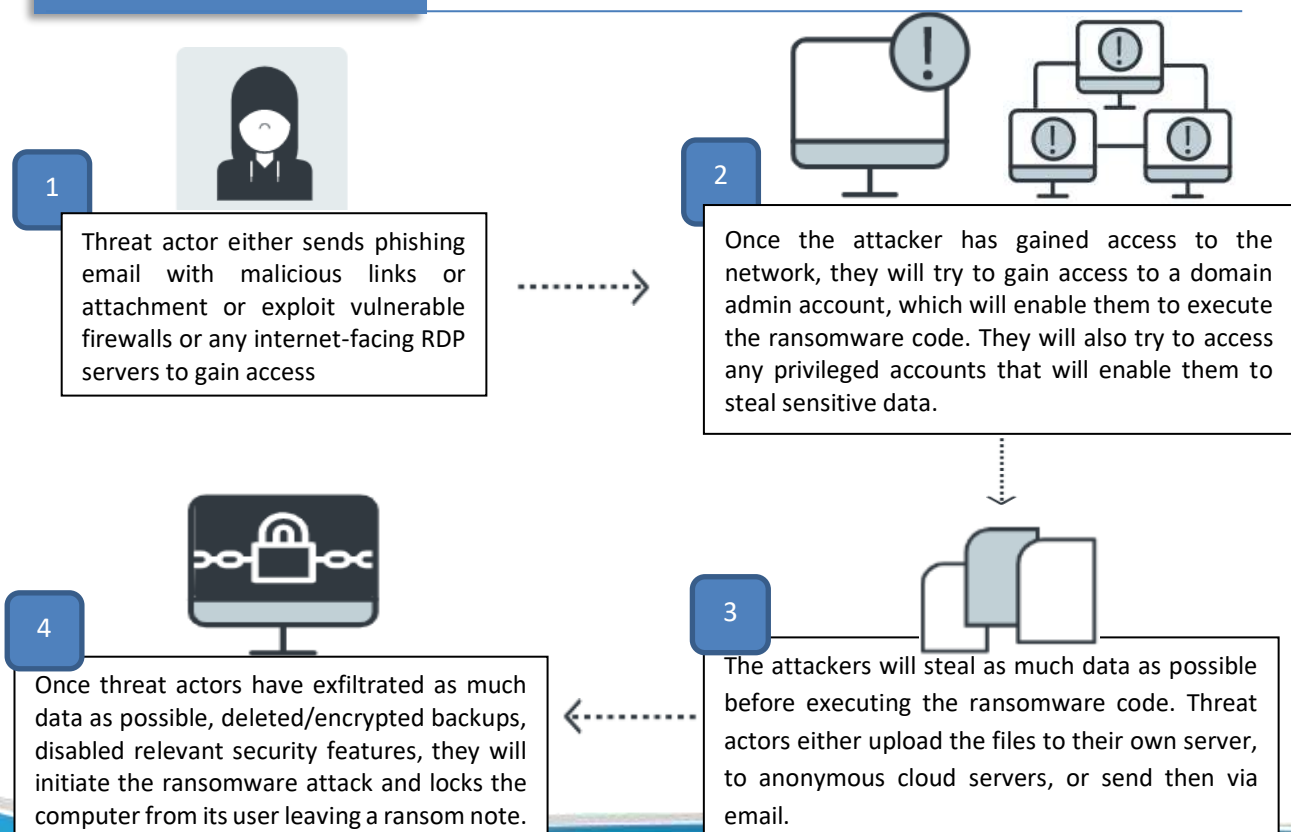 1
Threat actor either sends phishing
email with malicious links or
attachment or exploit vulnerable
firewalls or any internet-facing RDP
servers to gain access
2
Once the attacker has gained access to the
network, they will try to gain access to a domain
admin account, which will enable them to execute
the ransomware code. They will also try to access
any privileged accounts that will enable them to
steal sensitive data.
3
The attackers will steal as much data as possible
before executing the ransomware code. Threat
actors either upload the files to their own server,
to anonymous cloud servers, or send then via
email.
4
Once threat actors have exfiltrated as much
data as possible, deleted/encrypted backups,
disabled relevant security features, they will
initiate the ransomware attack and locks the
computer from its user leaving a ransom note.